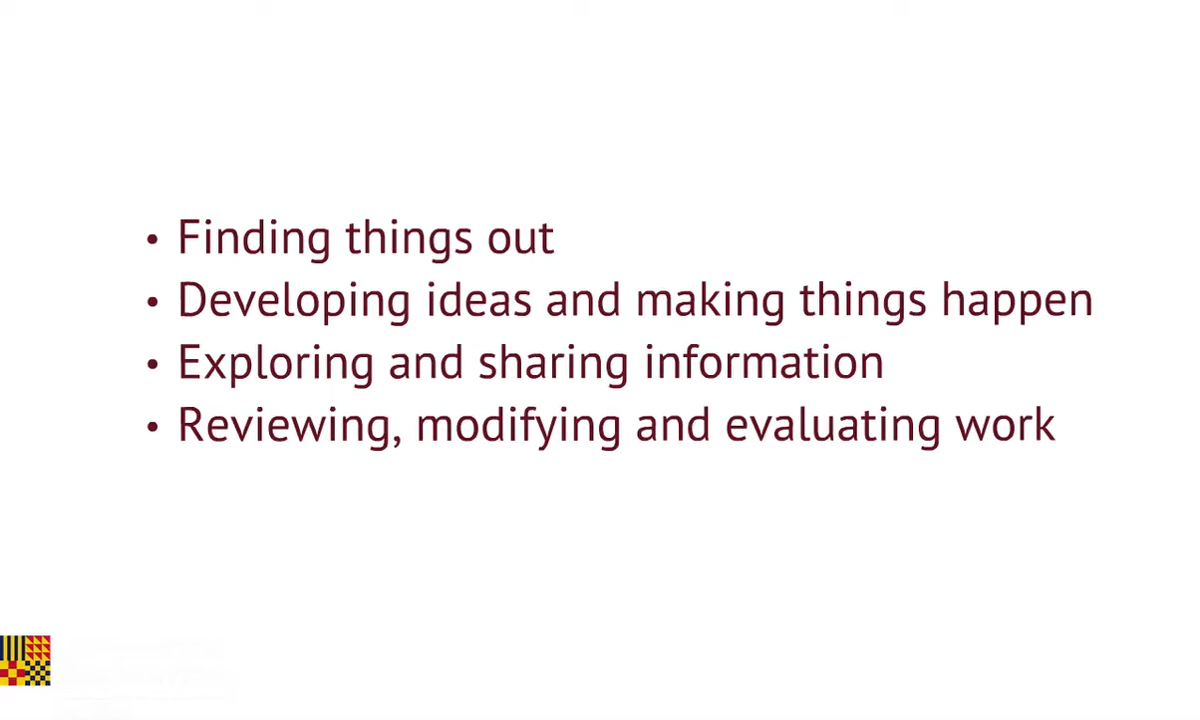 • Finding things out
• Developing ideas and making things happen
• Exploring and sharing information
• Reviewing, modifying and evaluating work